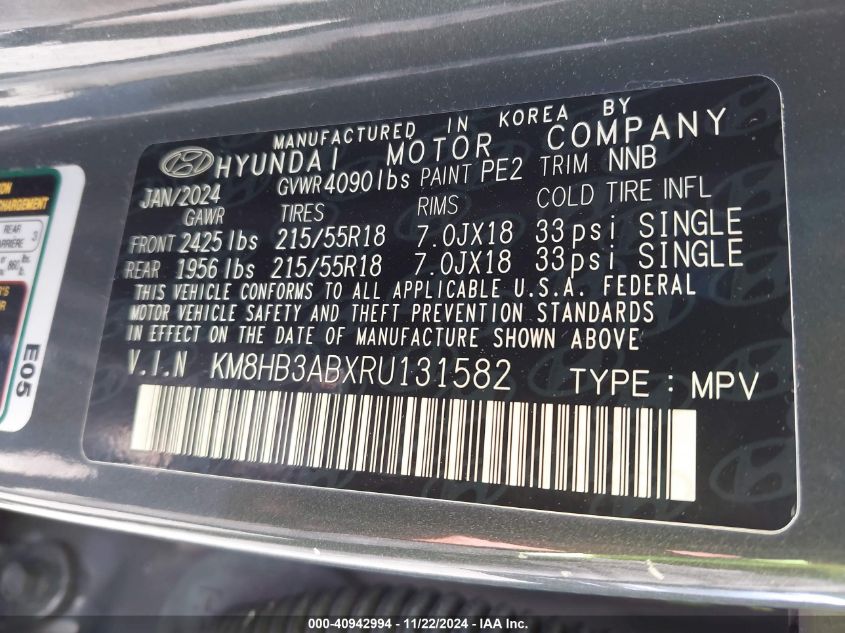 MANUFACTURED IN KOREA BY
HYUNDAI MOTOR COMPANY
JAN/2024 GVWR 4090 lbs PAINT PE2 TRIM NNB
GAWR TIRES RIMS COLD TIRE INFL
FRONT 2425 lbs 215/55R18 7.0JX18 33psi SINGLE
REAR 1956 lbs 215/55R18 7.0JX18 33psi SINGLE
THIS VEHICLE CONFORMS TO ALL APPLICABLE U.S.A. FEDERAL
MOTOR VEHICLE SAFETY AND THEFT PREVENTION STANDARDS
IN EFFECT ON THE DATE OF MANUFACTURE SHOWN ABOVE
V.I.N KM8HB3ABXRU131582 TYPE : MPV
REAR
ARRIÈRE 3
E05
000-40942994 - 11/22/2024 - IAA Inc.